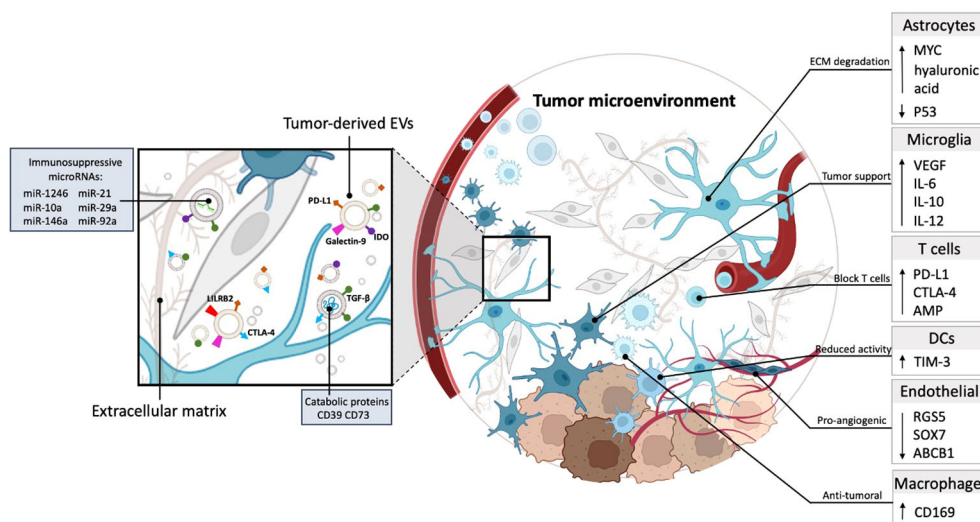 Tumor microenvironment
Tumor-derived EVs
Immunosuppressive
microRNAs:
miR-1246 miR-21
miR-10a miR-29a
miR-146a miR-92a
PD-L1
IDO
Galectin-9
LILRB2
TGF-β
CTLA-4
Extracellular matrix
Catabolic proteins
CD39 CD73
ECM degradation
Tumor support
Block T cells
Reduced activity
Pro-angiogenic
Anti-tumoral
Astrocytes
↑ MYC
hyaluronic
acid
↓ P53
Microglia
↑ VEGF
IL-6
IL-10
IL-12
T cells
↑ PD-L1
CTLA-4
AMP
DCs
↑ TIM-3
Endothelial
↓ RGS5
SOX7
ABCB1
Macrophage
↑ CD169